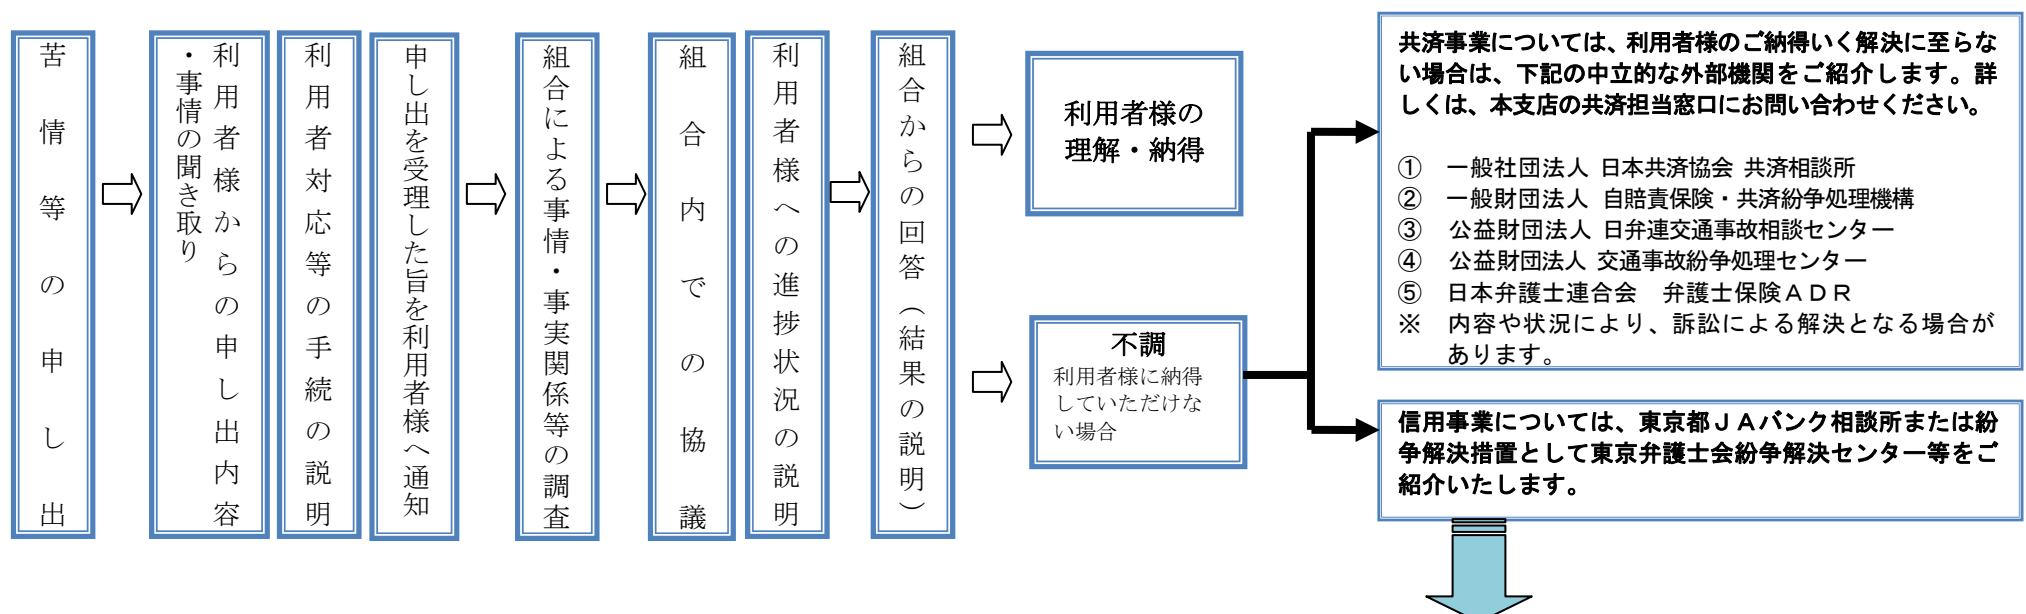 苦情等の申し出
利用者様からの申し出内容
・事情の聞き取り
利用者対応等の手続の説明
申し出を受理した旨を利用者様へ通知
組合による事情・事実関係等の調査
組合内での協議
利用者様への進捗状況の説明
組合からの回答（結果の説明）
利用者様の
理解・納得
不調
利用者様に納得
していただけな
い場合
共済事業については、利用者様のご納得いく解決に至らな
い場合は、下記の中立的な外部機関をご紹介します。詳
しくは、本支店の共済担当窓口にお問い合わせください。
① 一般社団法人 日本共済協会 共済相談所
② 一般財団法人 自賠責保険・共済紛争処理機構
③ 公益財団法人 日弁連交通事故相談センター
④ 公益財団法人 交通事故紛争処理センター
⑤ 日本弁護士連合会　弁護士保険ＡＤＲ
※ 内容や状況により、訴訟による解決となる場合が
あります。
信用事業については、東京都ＪＡバンク相談所または紛
争解決措置として東京弁護士会紛争解決センター等をご
紹介いたします。